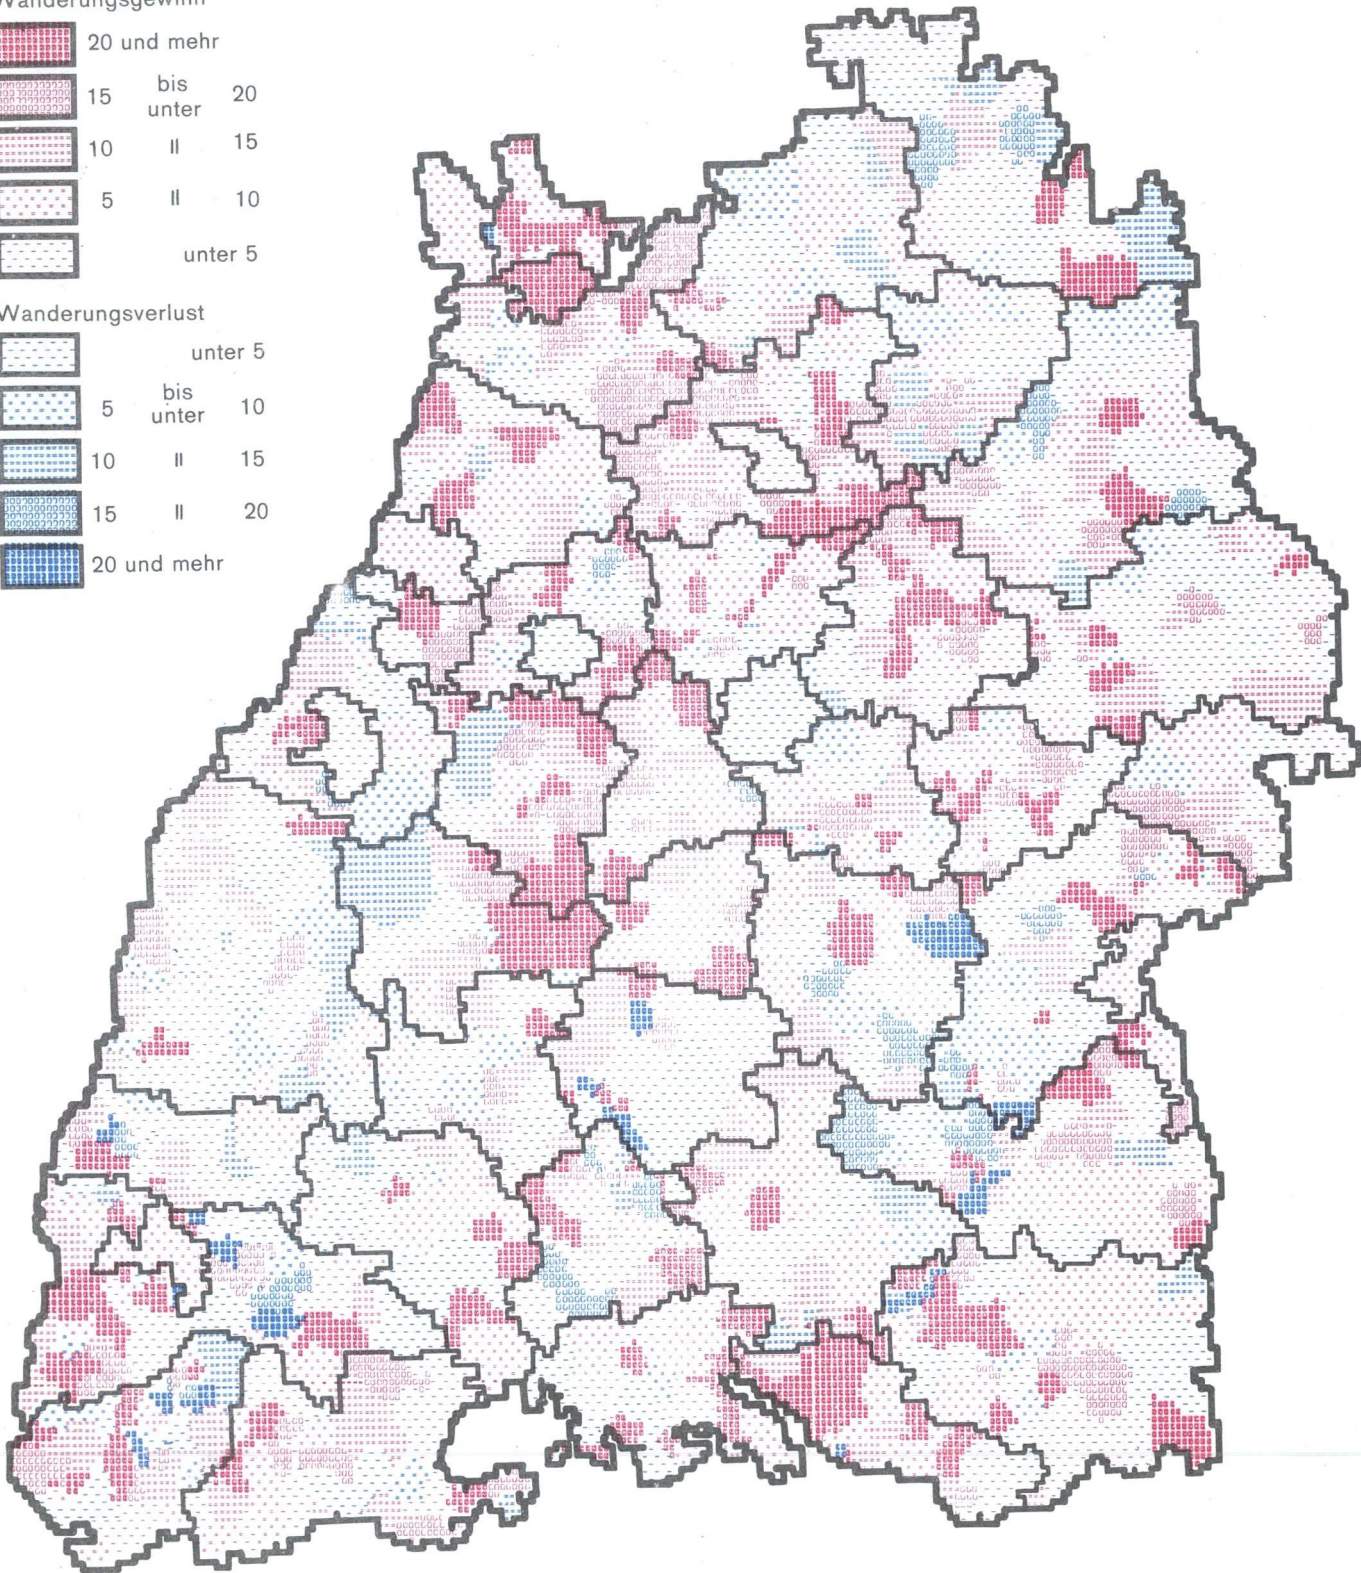 Wanderungsgewinn
20 und mehr
15 bis unter 20
10 " 15
5 " 10
unter 5
Wanderungsverlust
unter 5
5 bis unter 10
10 " 15
15 " 20
20 und mehr